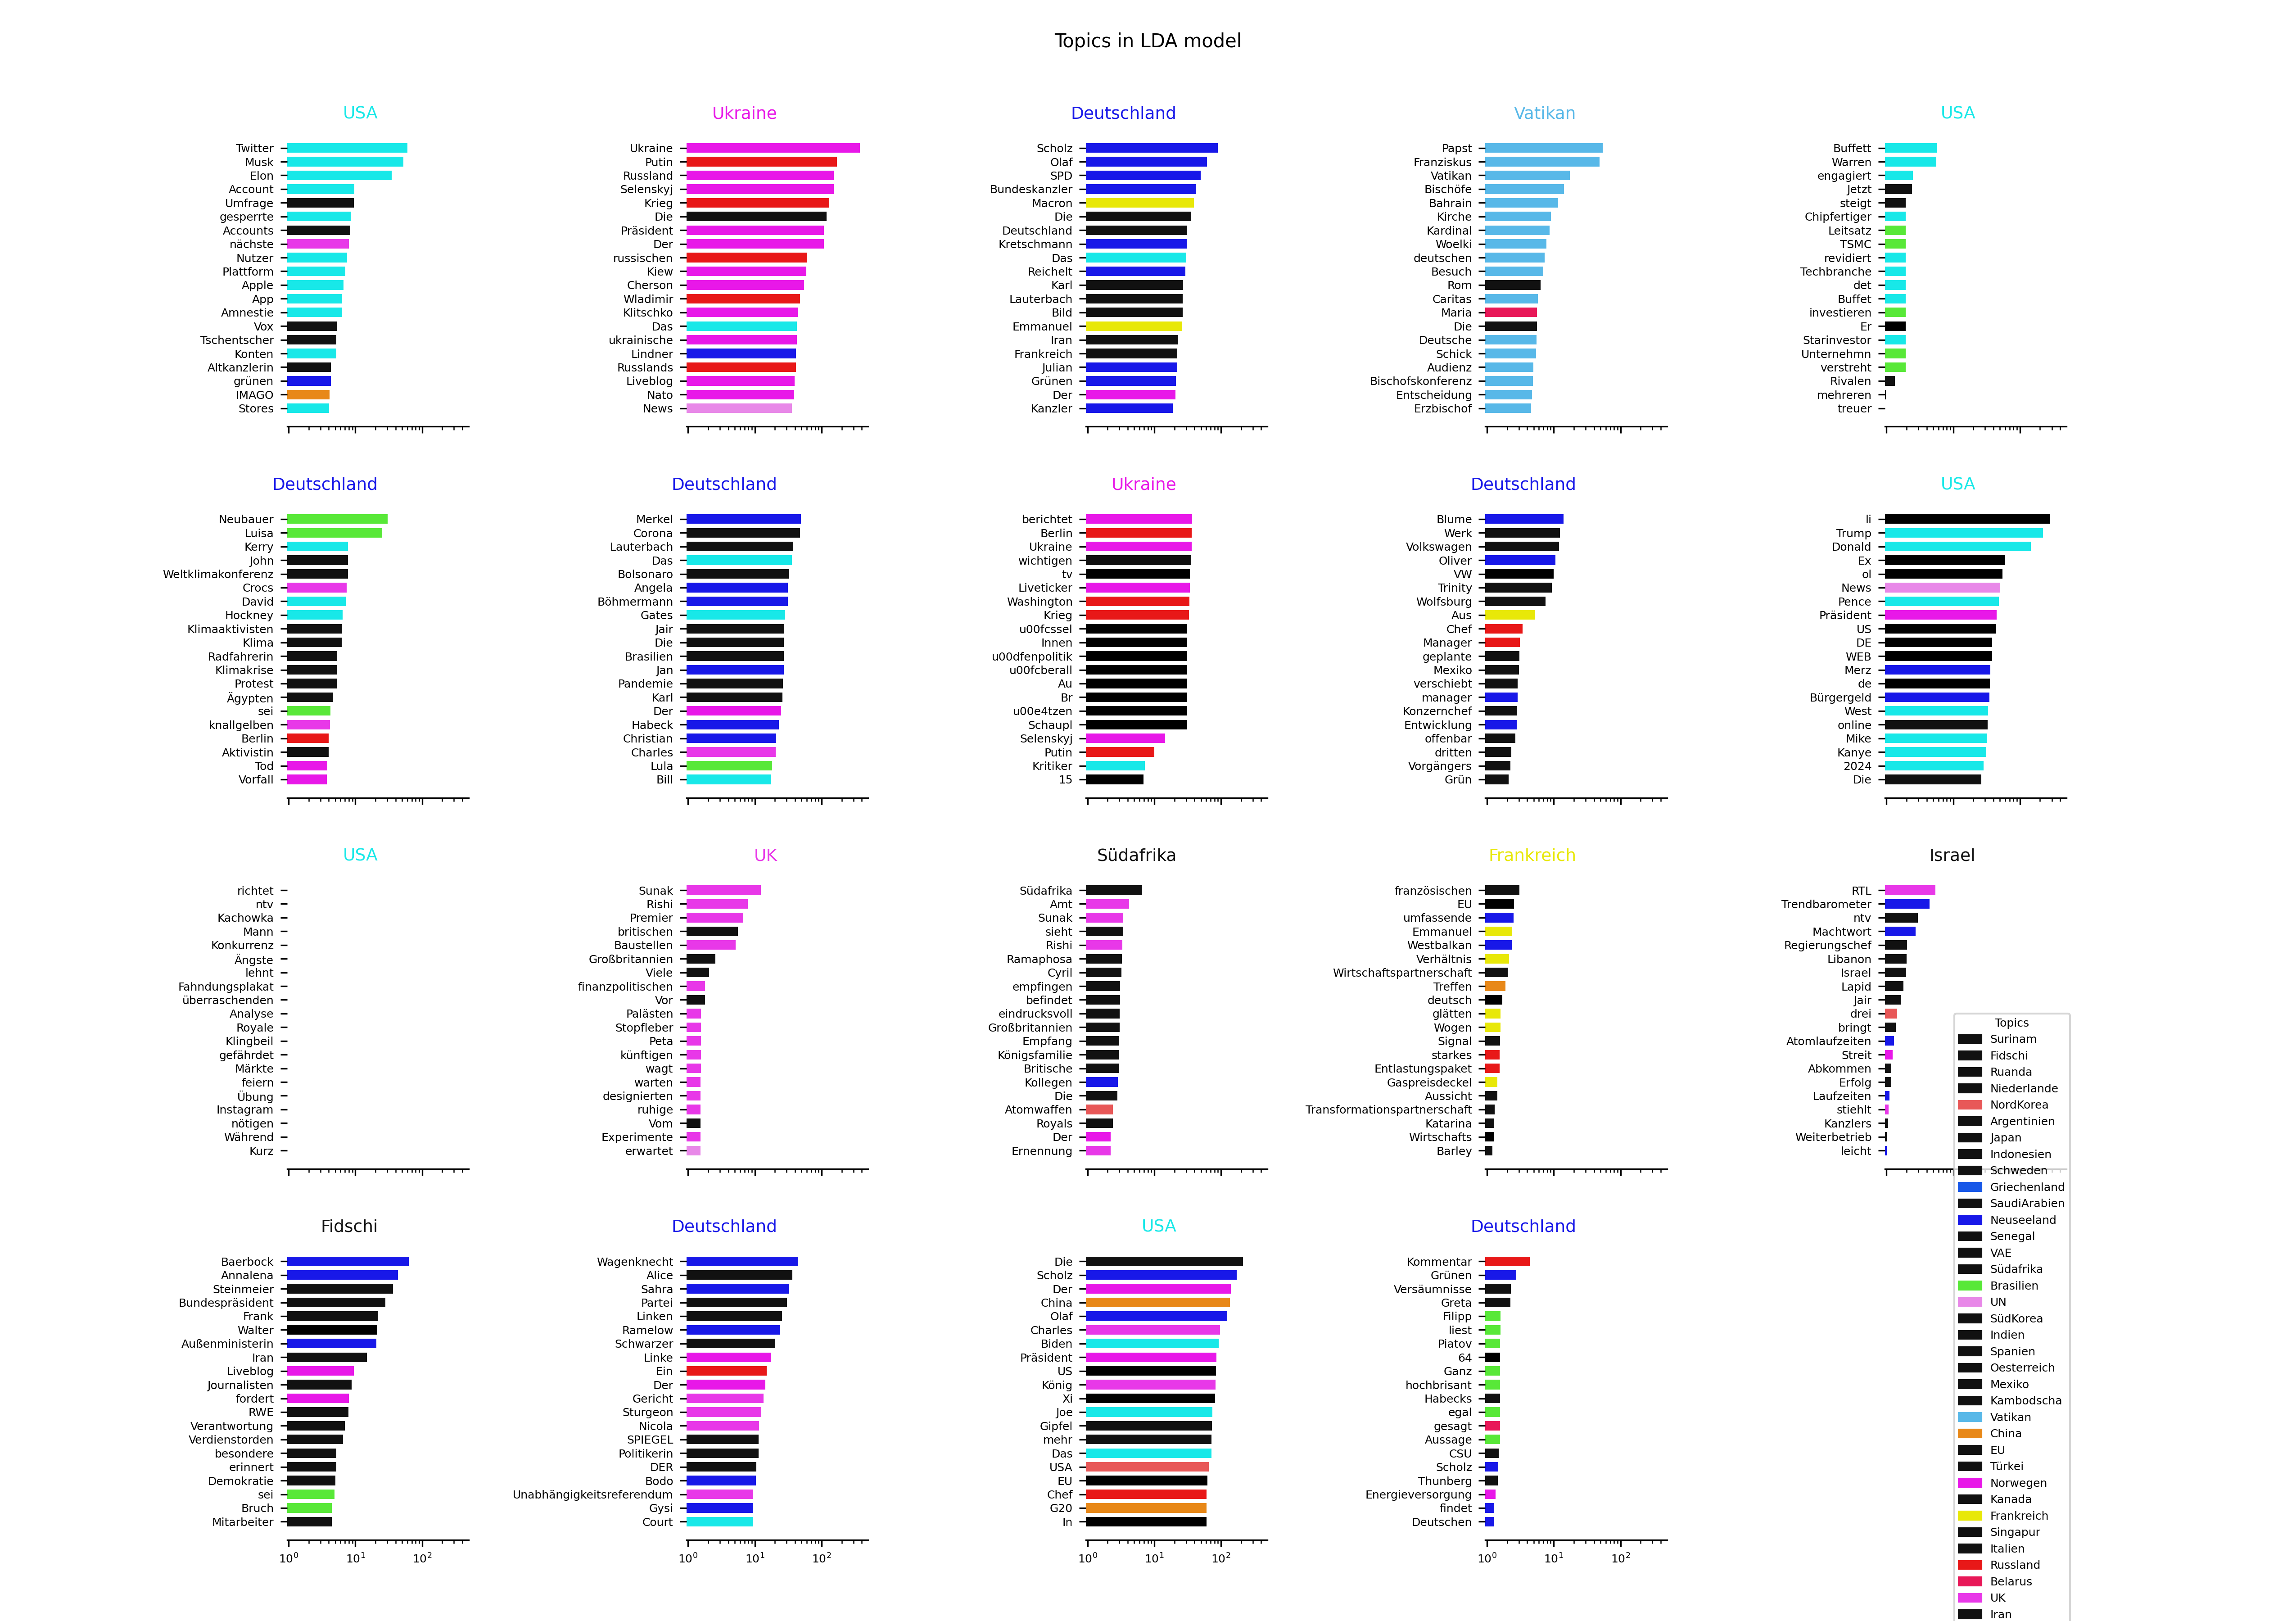 Topics in LDA model
USA
Twitter
Musk
Elon
Account
Umfrage
gesperrte
Accounts
nächste
Nutzer
Plattform
Apple
App
Amnestie
Vox
Tschentscher
Konten
Altkanzlerin
grünen
IMAGO
Stores
Ukraine
Ukraine
Putin
Russland
Selenskyj
Krieg
Die
Präsident
Der
russischen
Kiew
Cherson
Wladimir
Klitschko
Das
ukrainische
Lindner
Russlands
Liveblog
Nato
News
Deutschland
Scholz
Olaf
SPD
Bundeskanzler
Macron
Die
Deutschland
Kretschmann
Das
Reichelt
Karl
Lauterbach
Bild
Emmanuel
Iran
Frankreich
Julian
Grünen
Der
Kanzler
Vatikan
Papst
Franziskus
Vatikan
Bischöfe
Bahrain
Kirche
Kardinal
Woelki
deutschen
Besuch
Rom
Caritas
Maria
Die
Deutsche
Schick
Audienz
Bischofskonferenz
Entscheidung
Erzbischof
USA
Buffett
Warren
engagiert
Jetzt
steigt
Chipfertiger
Leitsatz
TSMC
revidiert
Techbranche
det
Buffet
investieren
Er
Starinvestor
Unternehmn
verstreht
Rivalen
mehreren
treuer
Deutschland
Neubauer
Luisa
Kerry
John
Weltklimakonferenz
Crocs
David
Hockney
Klimaaktivisten
Klima
Radfahrerin
Klimakrise
Protest
Ägypten
sei
knallgelben
Berlin
Aktivistin
Tod
Vorfall
Deutschland
Merkel
Corona
Lauterbach
Das
Bolsonaro
Angela
Böhmermann
Gates
Jair
Die
Brasilien
Jan
Pandemie
Karl
Der
Habeck
Christian
Charles
Lula
Bill
Ukraine
berichtet
Berlin
Ukraine
wichtigen
tv
Liveticker
Washington
Krieg
u00fcssel
Innen
u00dfenpolitik
u00fcberall
Au
Br
u00e4tzen
Schaupl
Selenskyj
Putin
Kritiker
15
Deutschland
Blume
Werk
Volkswagen
Oliver
VW
Trinity
Wolfsburg
Aus
Chef
Manager
geplante
Mexiko
verschiebt
manager
Konzernchef
Entwicklung
offenbar
dritten
Vorgängers
Grün
USA
li
Trump
Donald
Ex
ol
News
Pence
Präsident
US
DE
WEB
Merz
de
Bürgergeld
West
online
Mike
Kanye
2024
Die
USA
richtet
ntv
Kachowka
Mann
Konkurrenz
Ängste
lehnt
Fahndungsplakat
überraschenden
Analyse
Royale
Klingbeil
gefährdet
Märkte
feiern
Übung
Instagram
nötigen
Während
Kurz
UK
Sunak
Rishi
Premier
britischen
Baustellen
Großbritannien
Viele
finanzpolitischen
Vor
Palästen
Stopfleber
Peta
künftigen
wagt
warten
designierten
ruhige
Vom
Experimente
erwartet
Südafrika
Südafrika
Amt
Sunak
sieht
Rishi
Ramaphosa
Cyril
empfingen
befindet
eindrucksvoll
Großbritannien
Empfang
Königsfamilie
Britische
Kollegen
Die
Atomwaffen
Royals
Der
Ernennung
Frankreich
französischen
EU
umfassende
Emmanuel
Westbalkan
Verhältnis
Wirtschaftspartnerschaft
Treffen
deutsch
glätten
Wogen
Signal
starkes
Entlastungspaket
Gaspreisdeckel
Aussicht
Transformationspartnerschaft
Katarina
Wirtschafts
Barley
Israel
RTL
Trendbarometer
ntv
Machtwort
Regierungschef
Libanon
Israel
Lapid
Jair
drei
bringt
Atomlaufzeiten
Streit
Abkommen
Erfolg
Laufzeiten
stiehlt
Kanzlers
Weiterbetrieb
leicht
Fidschi
Baerbock
Annalena
Steinmeier
Bundespräsident
Frank
Walter
Außenministerin
Iran
Liveblog
Journalisten
fordert
RWE
Verantwortung
Verdienstorden
besondere
erinnert
Demokratie
sei
Bruch
Mitarbeiter
10⁰ 10¹ 10²
Deutschland
Wagenknecht
Alice
Sahra
Partei
Linken
Ramelow
Schwarzer
Linke
Ein
Der
Gericht
Sturgeon
Nicola
SPIEGEL
Politikerin
DER
Bodo
Unabhängigkeitsreferendum
Gysi
Court
10⁰ 10¹ 10²
USA
Die
Scholz
Der
China
Olaf
Charles
Biden
Präsident
US
König
Xi
Joe
Gipfel
mehr
Das
USA
EU
Chef
G20
In
10⁰ 10¹ 10²
Deutschland
Kommentar
Grünen
Versäumnisse
Greta
Filipp
liest
Piatov
64
Ganz
hochbrisant
Habecks
egal
gesagt
Aussage
CSU
Scholz
Thunberg
Energieversorgung
findet
Deutschen
10⁰ 10¹ 10²
Topics
Surinam
Fidschi
Ruanda
Niederlande
NordKorea
Argentinien
Japan
Indonesien
Schweden
Griechenland
SaudiArabien
Neuseeland
Senegal
VAE
Südafrika
Brasilien
UN
SüdKorea
Indien
Spanien
Oesterreich
Mexiko
Kambodscha
Vatikan
China
EU
Türkei
Norwegen
Kanada
Frankreich
Singapur
Italien
Russland
Belarus
UK
Iran